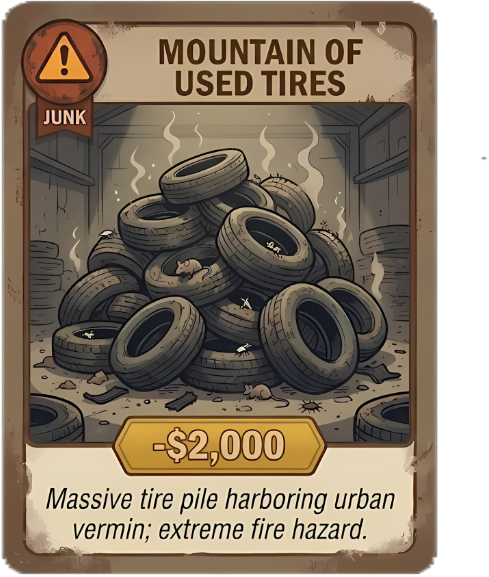 MOUNTAIN OF
USED TIRES
JUNK
-$2,000
Massive tire pile harboring urban
vermin; extreme fire hazard.